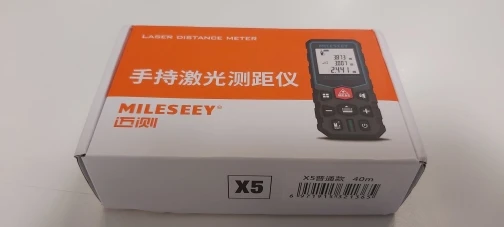 LASER DISTANCE METER
手持激光测距仪
MILESEEY®
迈测
MILESEEY
X5
X5普通款 40m